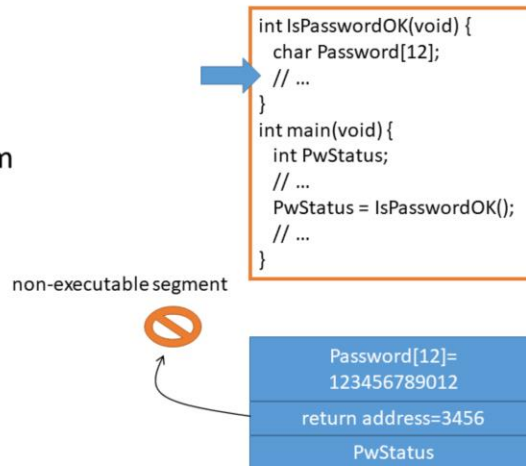 int IsPasswordOK(void) {
char Password[12];
// ...
}
int main(void) {
int PwStatus;
// ...
PwStatus = IsPasswordOK();
// ...
}
non-executable segment
Password[12]=
123456789012
return address=3456
PwStatus